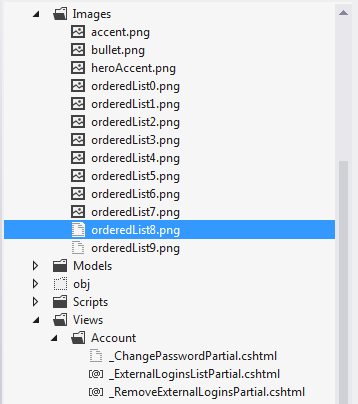 Images
accent.png
bullet.png
heroAccent.png
orderedList0.png
orderedList1.png
orderedList2.png
orderedList3.png
orderedList4.png
orderedList5.png
orderedList6.png
orderedList7.png
orderedList8.png
orderedList9.png
Models
obj
Scripts
Views
Account
_ChangePasswordPartial.cshtml
_ExternalLoginsListPartial.cshtml
_RemoveExternalLoginsPartial.cshtml